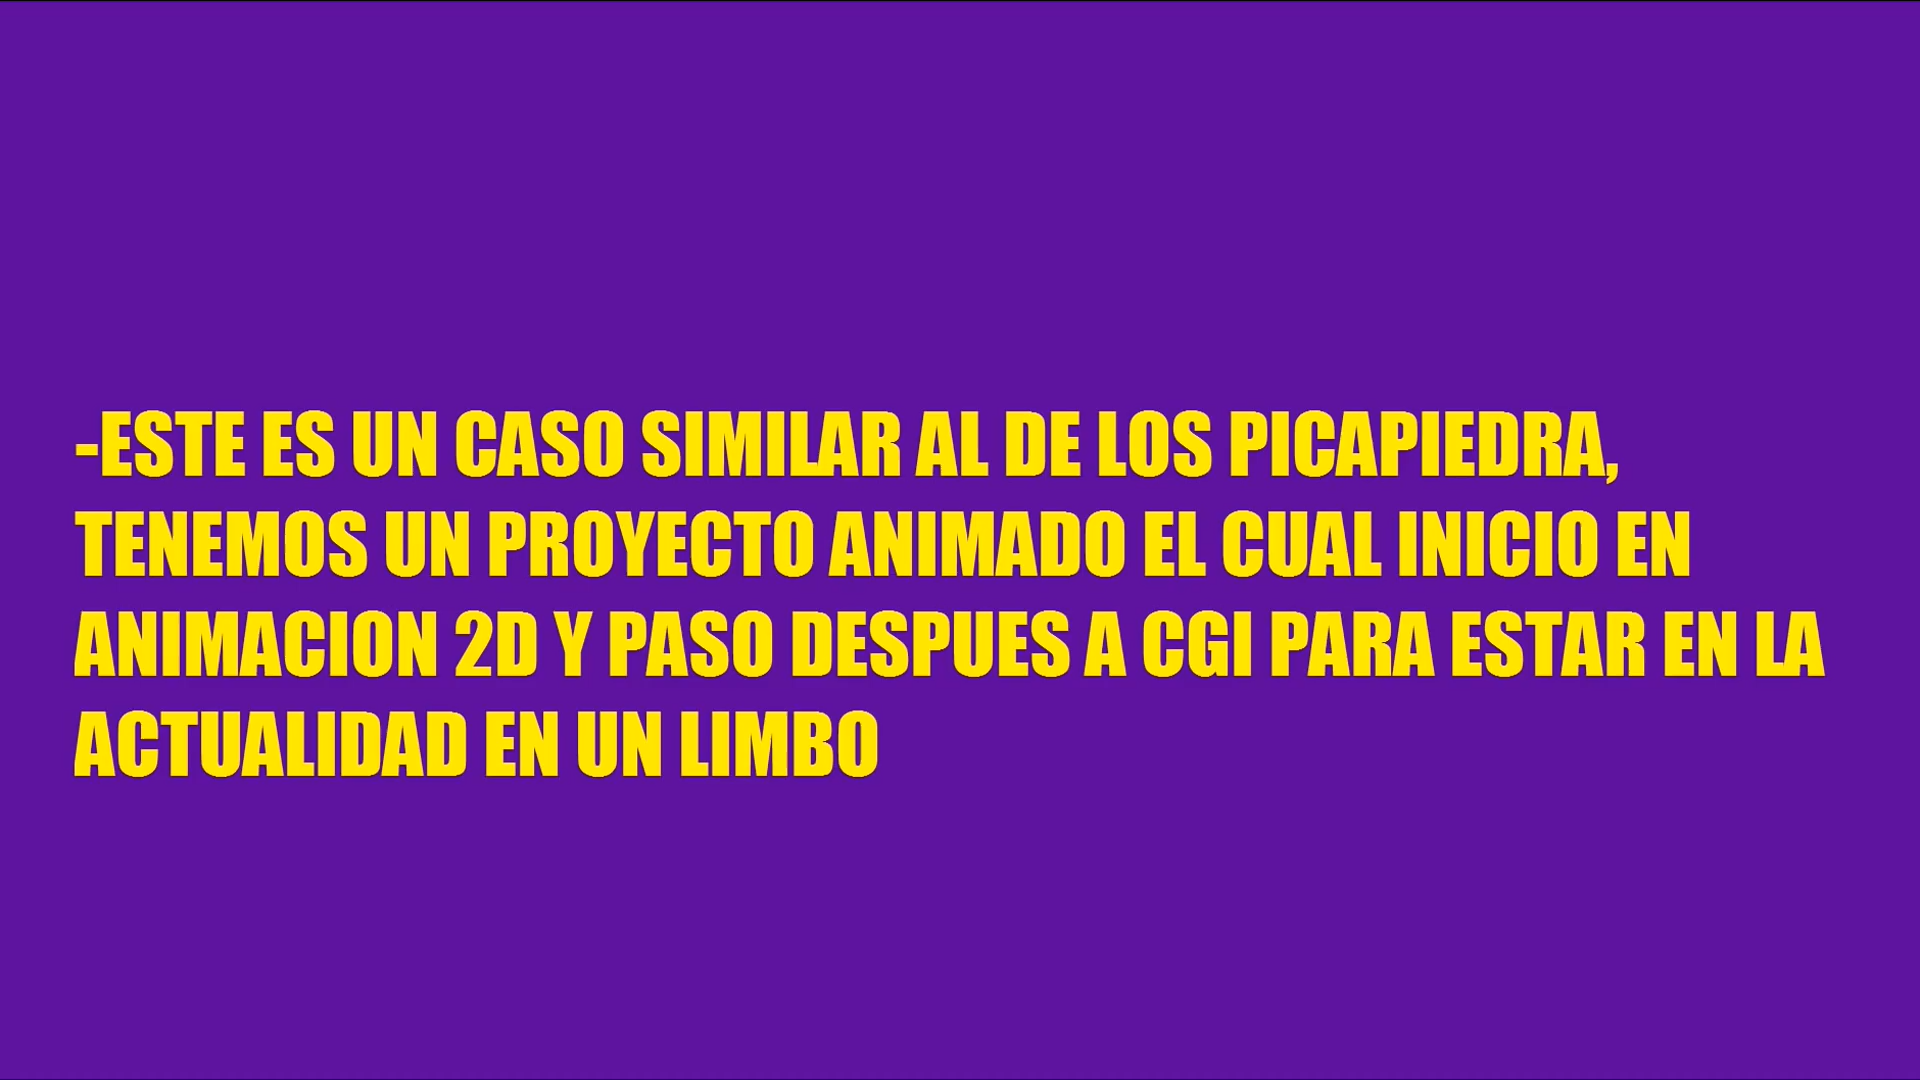 -ESTE ES UN CASO SIMILAR AL DE LOS PICAPIEDRA,
TENEMOS UN PROYECTO ANIMADO EL CUAL INICIO EN
ANIMACION 2D Y PASO DESPUES A CGI PARA ESTAR EN LA
ACTUALIDAD EN UN LIMBO